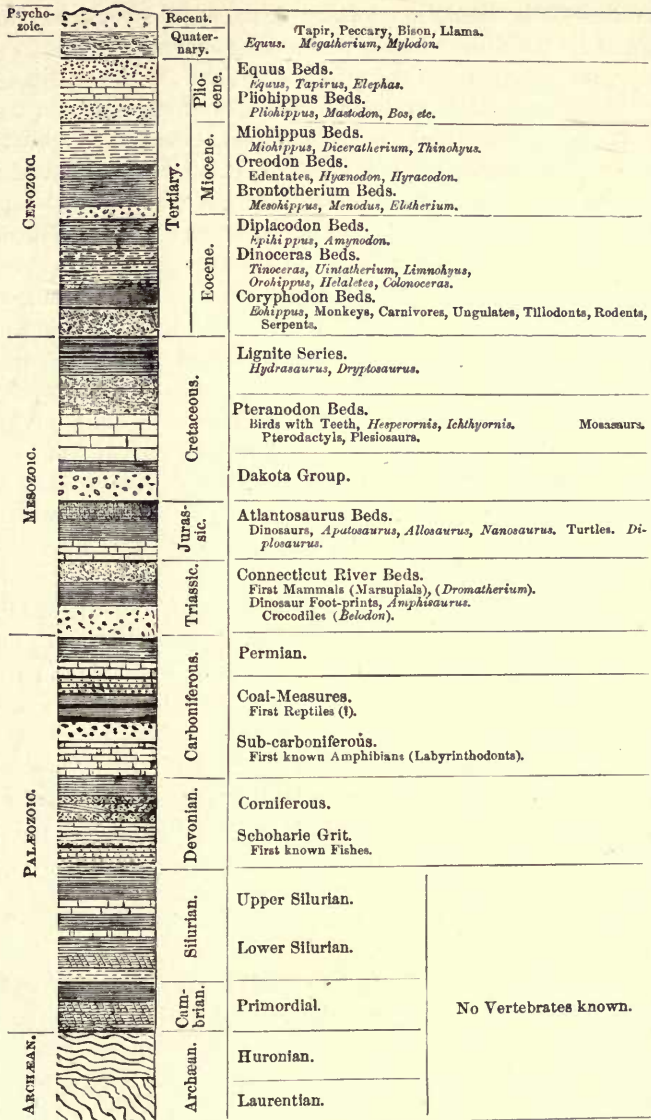 Psycho-
zoic.
Recent.
Quater-
nary.
Tapir, Peccary, Bison, Llama.
Equus. Megatherium, Mylodon.
CENOZOIC.
Tertiary.
Pliocene.
Equus Beds.
Equus, Tapirus, Elephas.
Pliohippus Beds.
Pliohippus, Mastodon, Bos, etc.
Miocene.
Miohippus Beds.
Miohippus, Diceratherium, Thinohyus.
Oreodon Beds.
Edentates, Hyænodon, Hyracodon.
Brontotherium Beds.
Mesohippus, Menodus, Elotherium.
Eocene.
Diplacodon Beds.
Epihippus, Amynodon.
Dinoceras Beds.
Tinoceras, Uintatherium, Limnohyus,
Orohippus, Helaletes, Colonoceras.
Coryphodon Beds.
Eohippus, Monkeys, Carnivores, Ungulates, Tillodonts, Rodents,
Serpents.
MESOZOIC.
Cretaceous.
Lignite Series.
Hydrasaurus, Dryptosaurus.
Pteranodon Beds.
Birds with Teeth, Hesperornis, Ichthyornis. Mosasaurs.
Pterodactyls, Plesiosaurs.
Dakota Group.
Juras-
sic.
Atlantosaurus Beds.
Dinosaurs, Apatosaurus, Allosaurus, Nanosaurus. Turtles. Di-
plosaurus.
Triassic.
Connecticut River Beds.
First Mammals (Marsupials), (Dromatherium).
Dinosaur Foot-prints, Amphisaurus.
Crocodiles (Belodon).
PALÆOZOIC.
Carboniferous.
Permian.
Coal-Measures.
First Reptiles (?).
Sub-carboniferous.
First known Amphibians (Labyrinthodonts).
Devonian.
Corniferous.
Schoharie Grit.
First known Fishes.
Silurian.
Upper Silurian.
Lower Silurian.
Cam-
brian.
Primordial.
No Vertebrates known.
ARCHÆAN.
Archæan.
Huronian.
Laurentian.